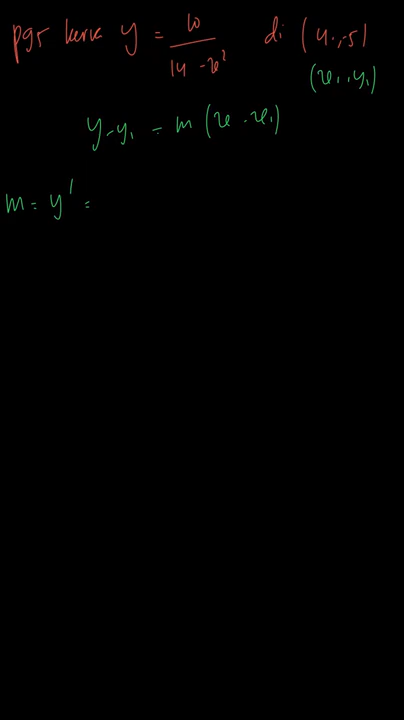 pgs kurva y = 10 / 14 - x² di (4, -5)
(x₁, y₁)
y - y₁ = m (x - x₁)
m = y' =